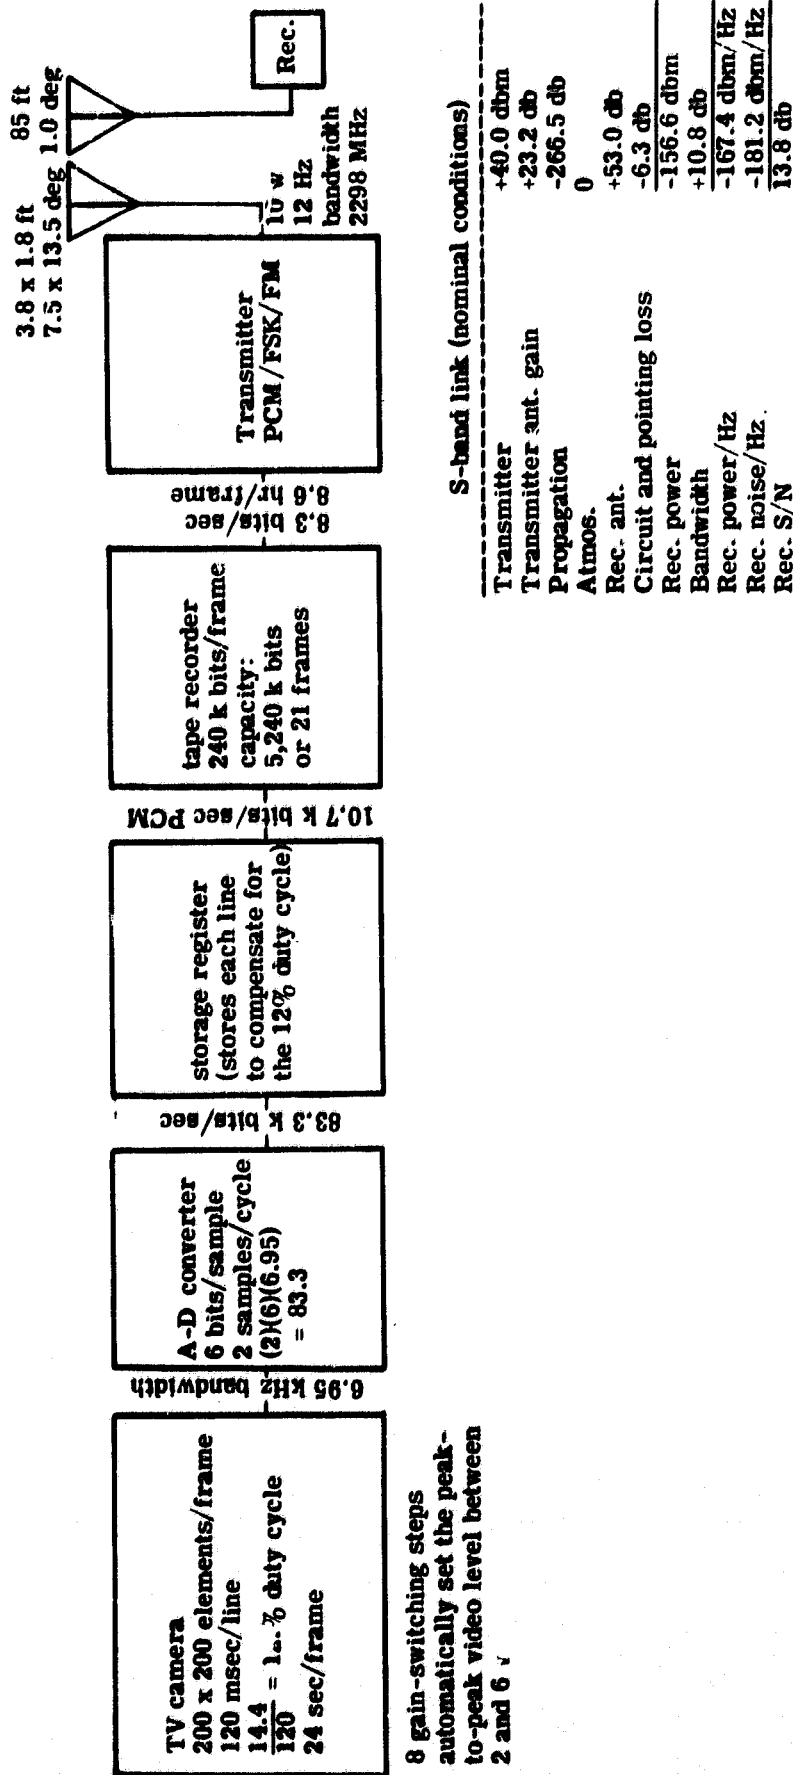 TV camera
200 x 200 elements/frame
120 msec/line
14.4
120
= % duty cycle
24 sec/frame
8 gain-switching steps
automatically set the peak-
to-peak video level between
2 and 6 v
6.95 kHz bandwidth
A-D converter
6 bits/sample
2 samples/cycle
(2)(6)(6.95)
= 83.3
83.3 k bits/sec
storage register
(stores each line
to compensate for
the 12% duty cycle)
10.7 k bits/sec PCM
tape recorder
240 k bits/frame
capacity:
5,240 k bits
or 21 frames
8.3 bits/sec
8.6 hr/frame
Transmitter
PCM/FSK/FM
3.8 x 1.8 ft
7.5 x 13.5 deg
10 w
12 Hz
bandwidth
2298 MHz
85 ft
1.0 deg
Rec.
S-band link (nominal conditions)
Transmitter +40.0 dbm
Transmitter ant. gain +23.2 db
Propagation -266.5 db
Atmos. 0
Rec. ant. +53.0 db
Circuit and pointing loss -6.3 db
Rec. power -156.6 dbm
Bandwidth +10.8 db
Rec. power/Hz -167.4 dbm/Hz
Rec. noise/Hz. -181.2 dbm/Hz
Rec. S/N 13.8 db